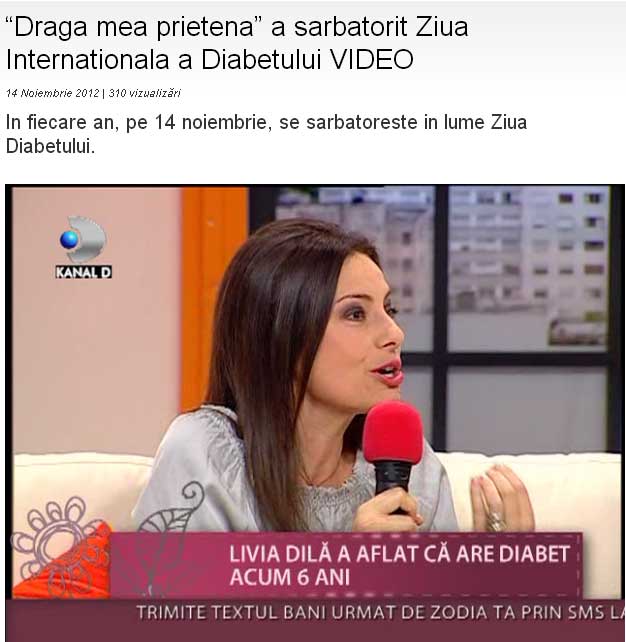 “Draga mea prietena” a sarbatorit Ziua
Internationala a Diabetului VIDEO
14 Noiembrie 2012 | 310 vizualizări
In fiecare an, pe 14 noiembrie, se sarbatoreste in lume Ziua
Diabetului.
KANAL D
LIVIA DILĂ A AFLAT CĂ ARE DIABET
ACUM 6 ANI
TRIMITE TEXTUL BANI URMAT DE ZODIA TA PRIN SMS LA